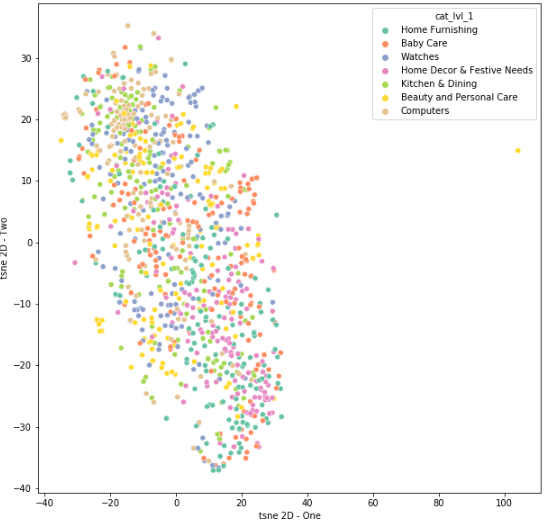 cat_lvl_1
Home Furnishing
Baby Care
Watches
Home Decor & Festive Needs
Kitchen & Dining
Beauty and Personal Care
Computers
30
20
10
0
−10
−20
−30
−40
tsne 2D - Two
−40
−20
0
20
40
60
80
100
tsne 2D - One